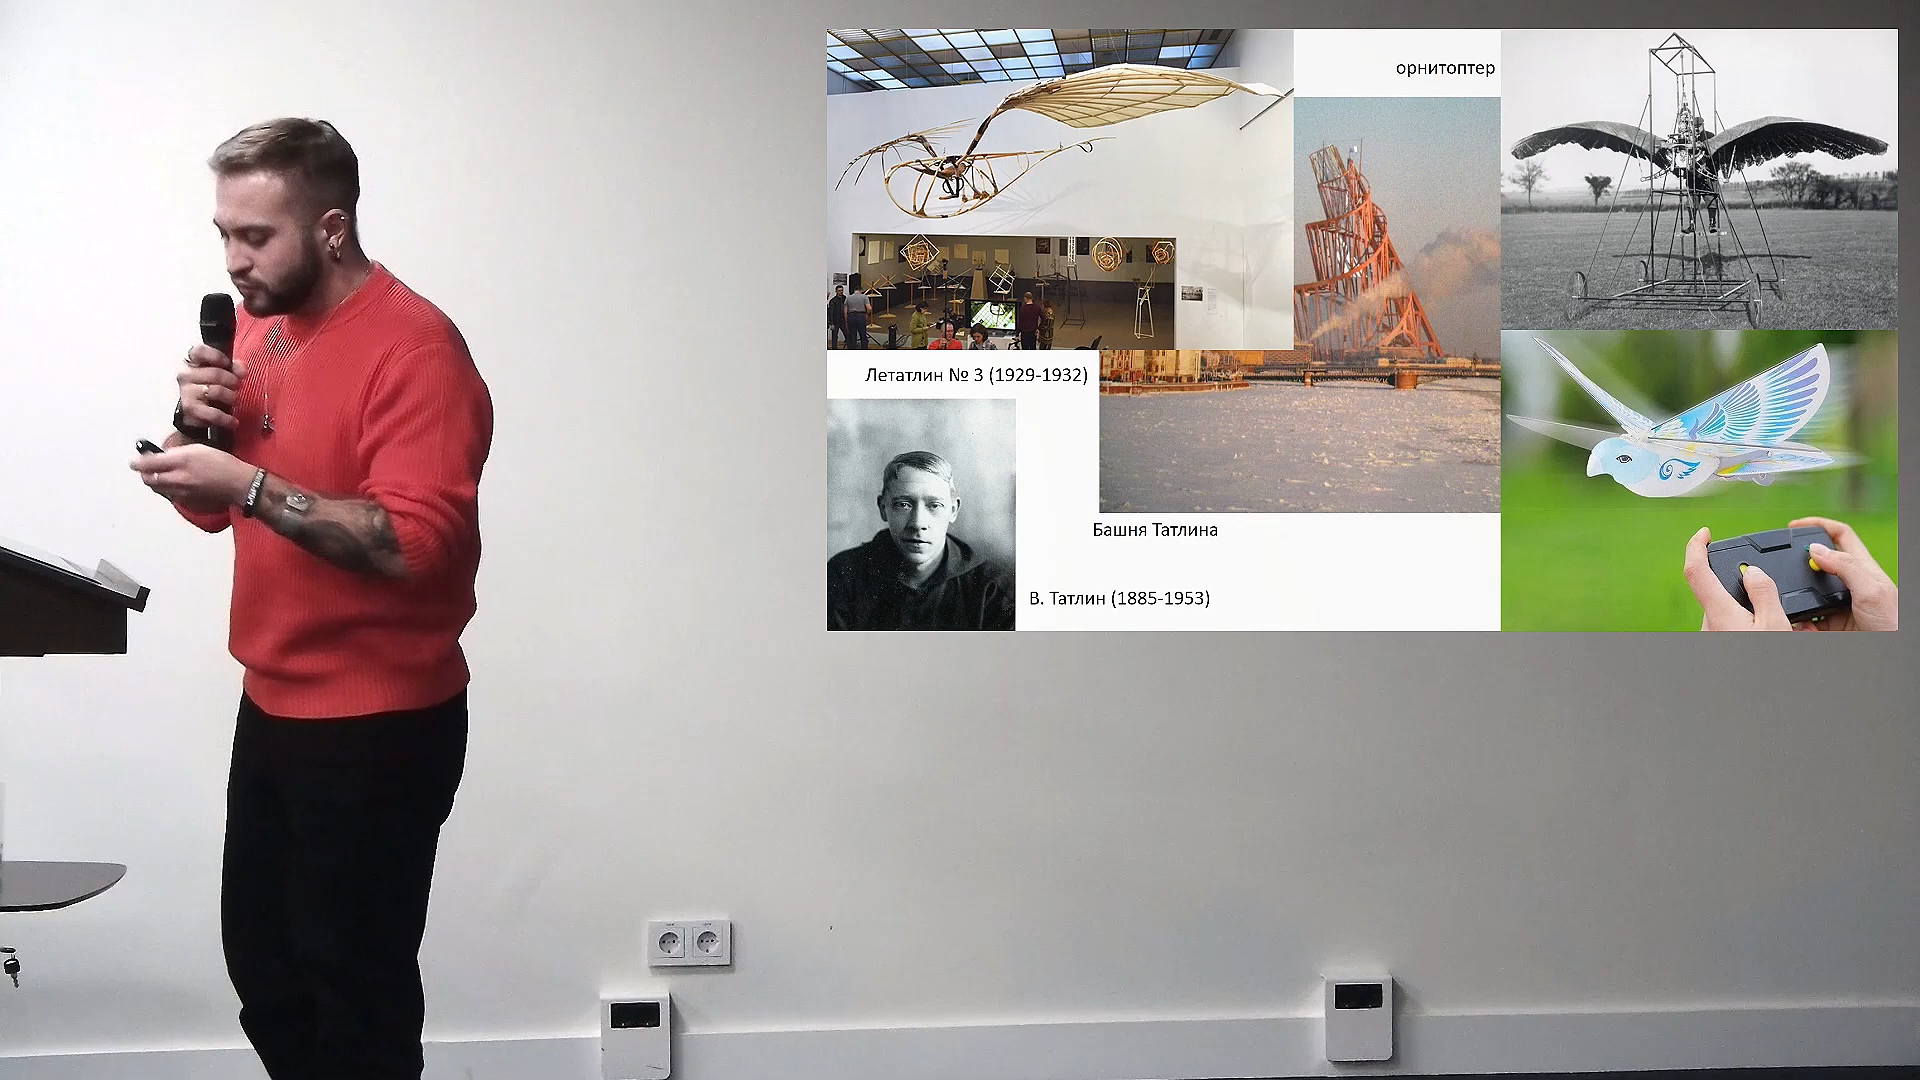 орнитоптер
Летатлин № 3 (1929-1932)
Башня Татлина
В. Татлин (1885-1953)